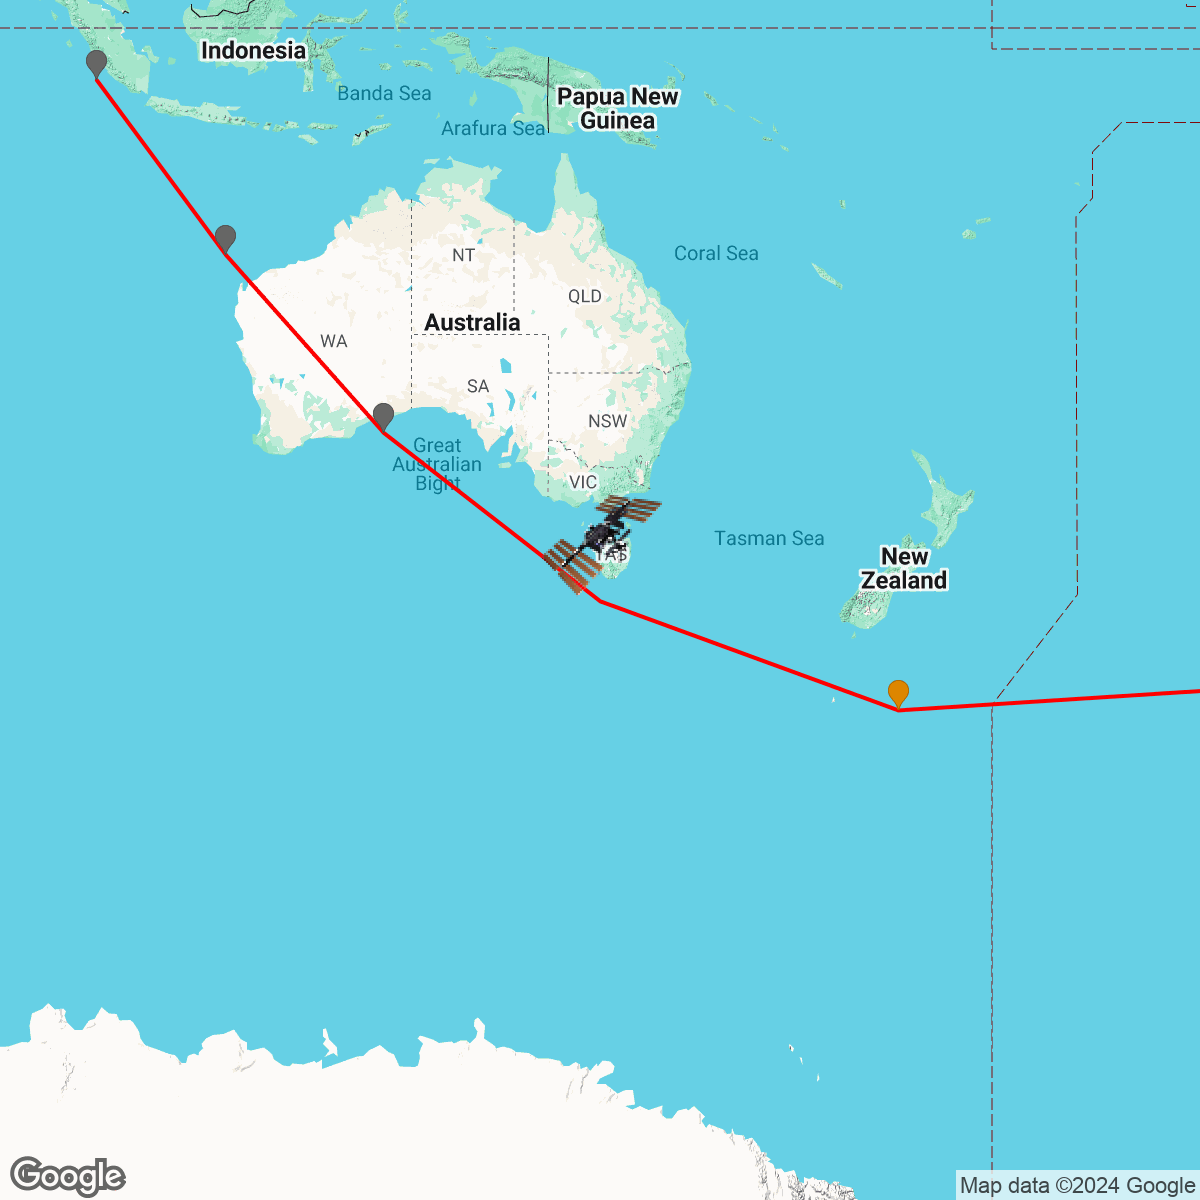 Indonesia
Banda Sea
Papua New
Guinea
Arafura Sea
NT
Coral Sea
QLD
Australia
WA
SA
NSW
Great
Australian
Bight
VIC
Tasman Sea
TAS
New
Zealand
Google
Map data ©2024 Google